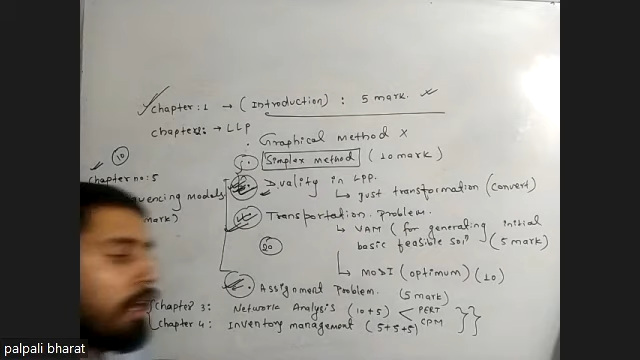 Chapter: 1 → (Introduction) : 5 mark.
Chapter 2: → LLP
Graphical method X
Simplex method (10 mark)
10
Chapter no: 5
Duality in LPP.
↳ just transformation (convert)
quencing models
mark)
Transportation problem.
↳ VAM (for generating initial
basic feasible soln (5 mark)
20
↳ MODI (optimum) (10)
Assignment problem.
(5 mark)
Chapter 3: Network Analysis (10+5) < PERT
CPM
Chapter 4: Inventory management (5+5+5)
palpali bharat